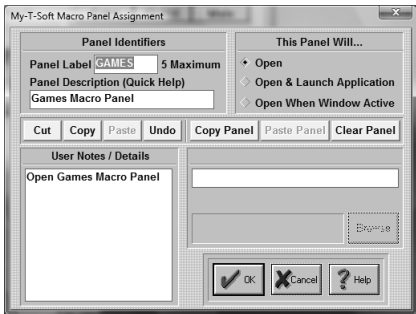 My-T-Soft Macro Panel Assignment
Panel Identifiers
Panel Label GAMES 5 Maximum
Panel Description (Quick Help)
Games Macro Panel
This Panel Will...
Open
Open & Launch Application
Open When Window Active
Cut Copy Paste Undo Copy Panel Paste Panel Clear Panel
User Notes / Details
Open Games Macro Panel
Browse
OK Cancel Help